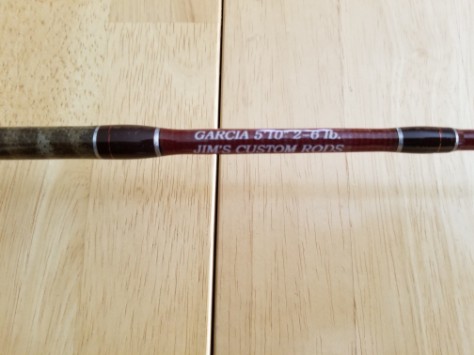 GARCIA 5'10" 2-6 lb.
JIM'S CUSTOM RODS